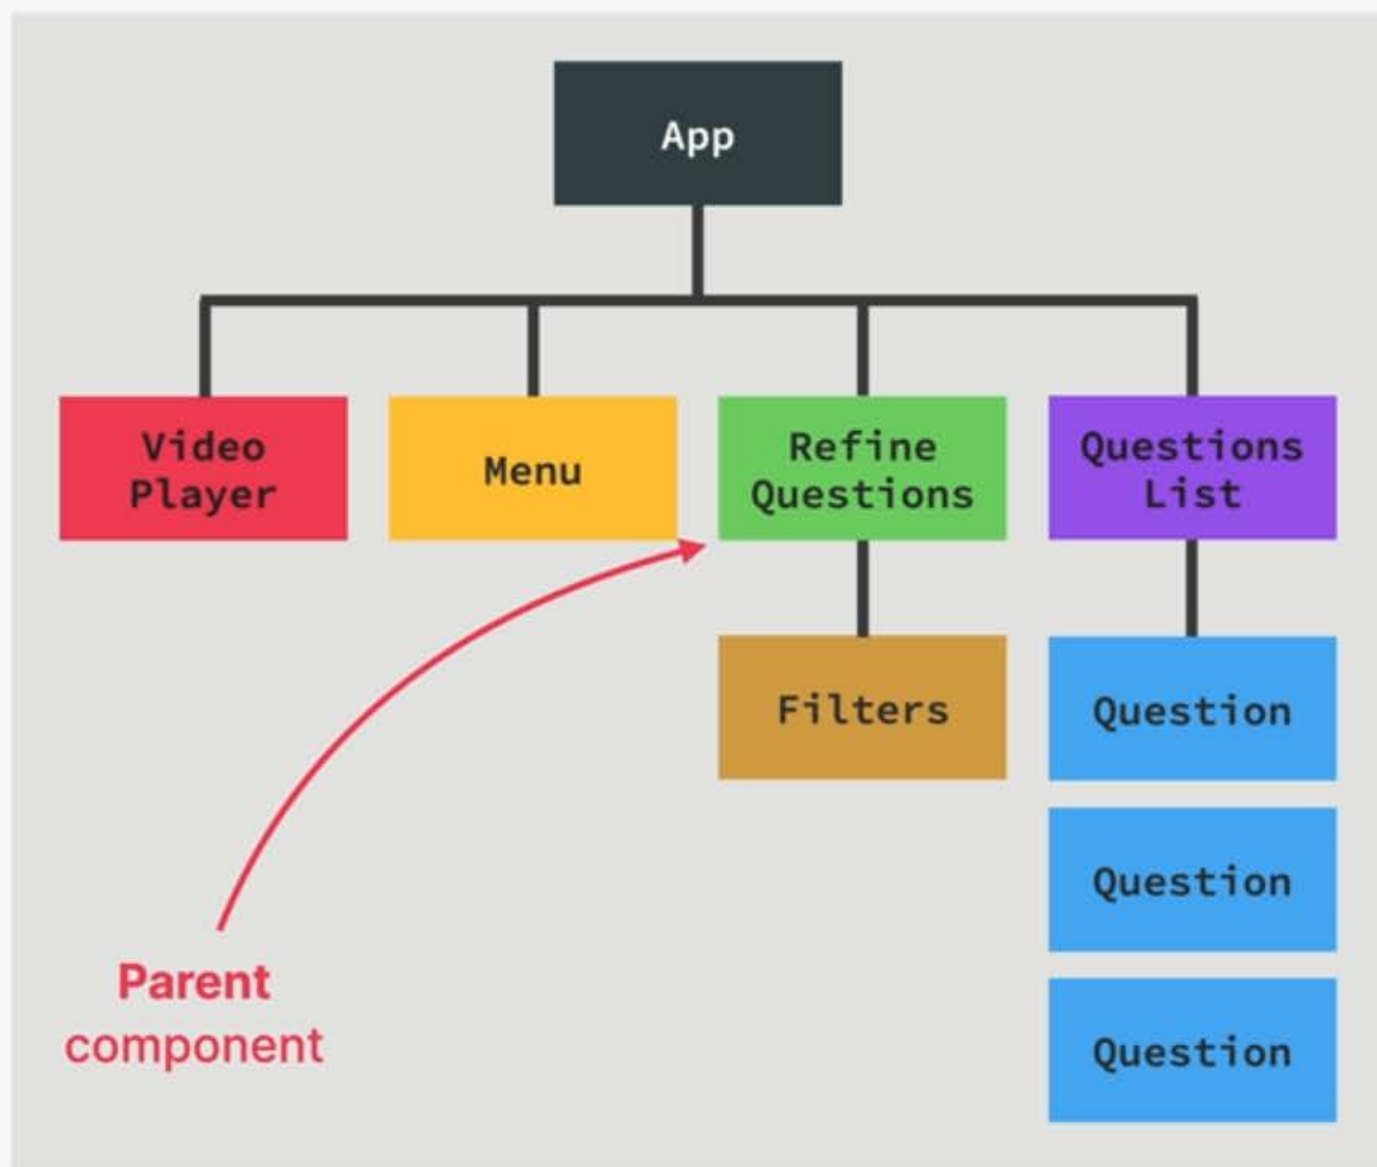 App
Video
Player
Menu
Refine
Questions
Questions
List
Filters
Question
Question
Question
Parent
component